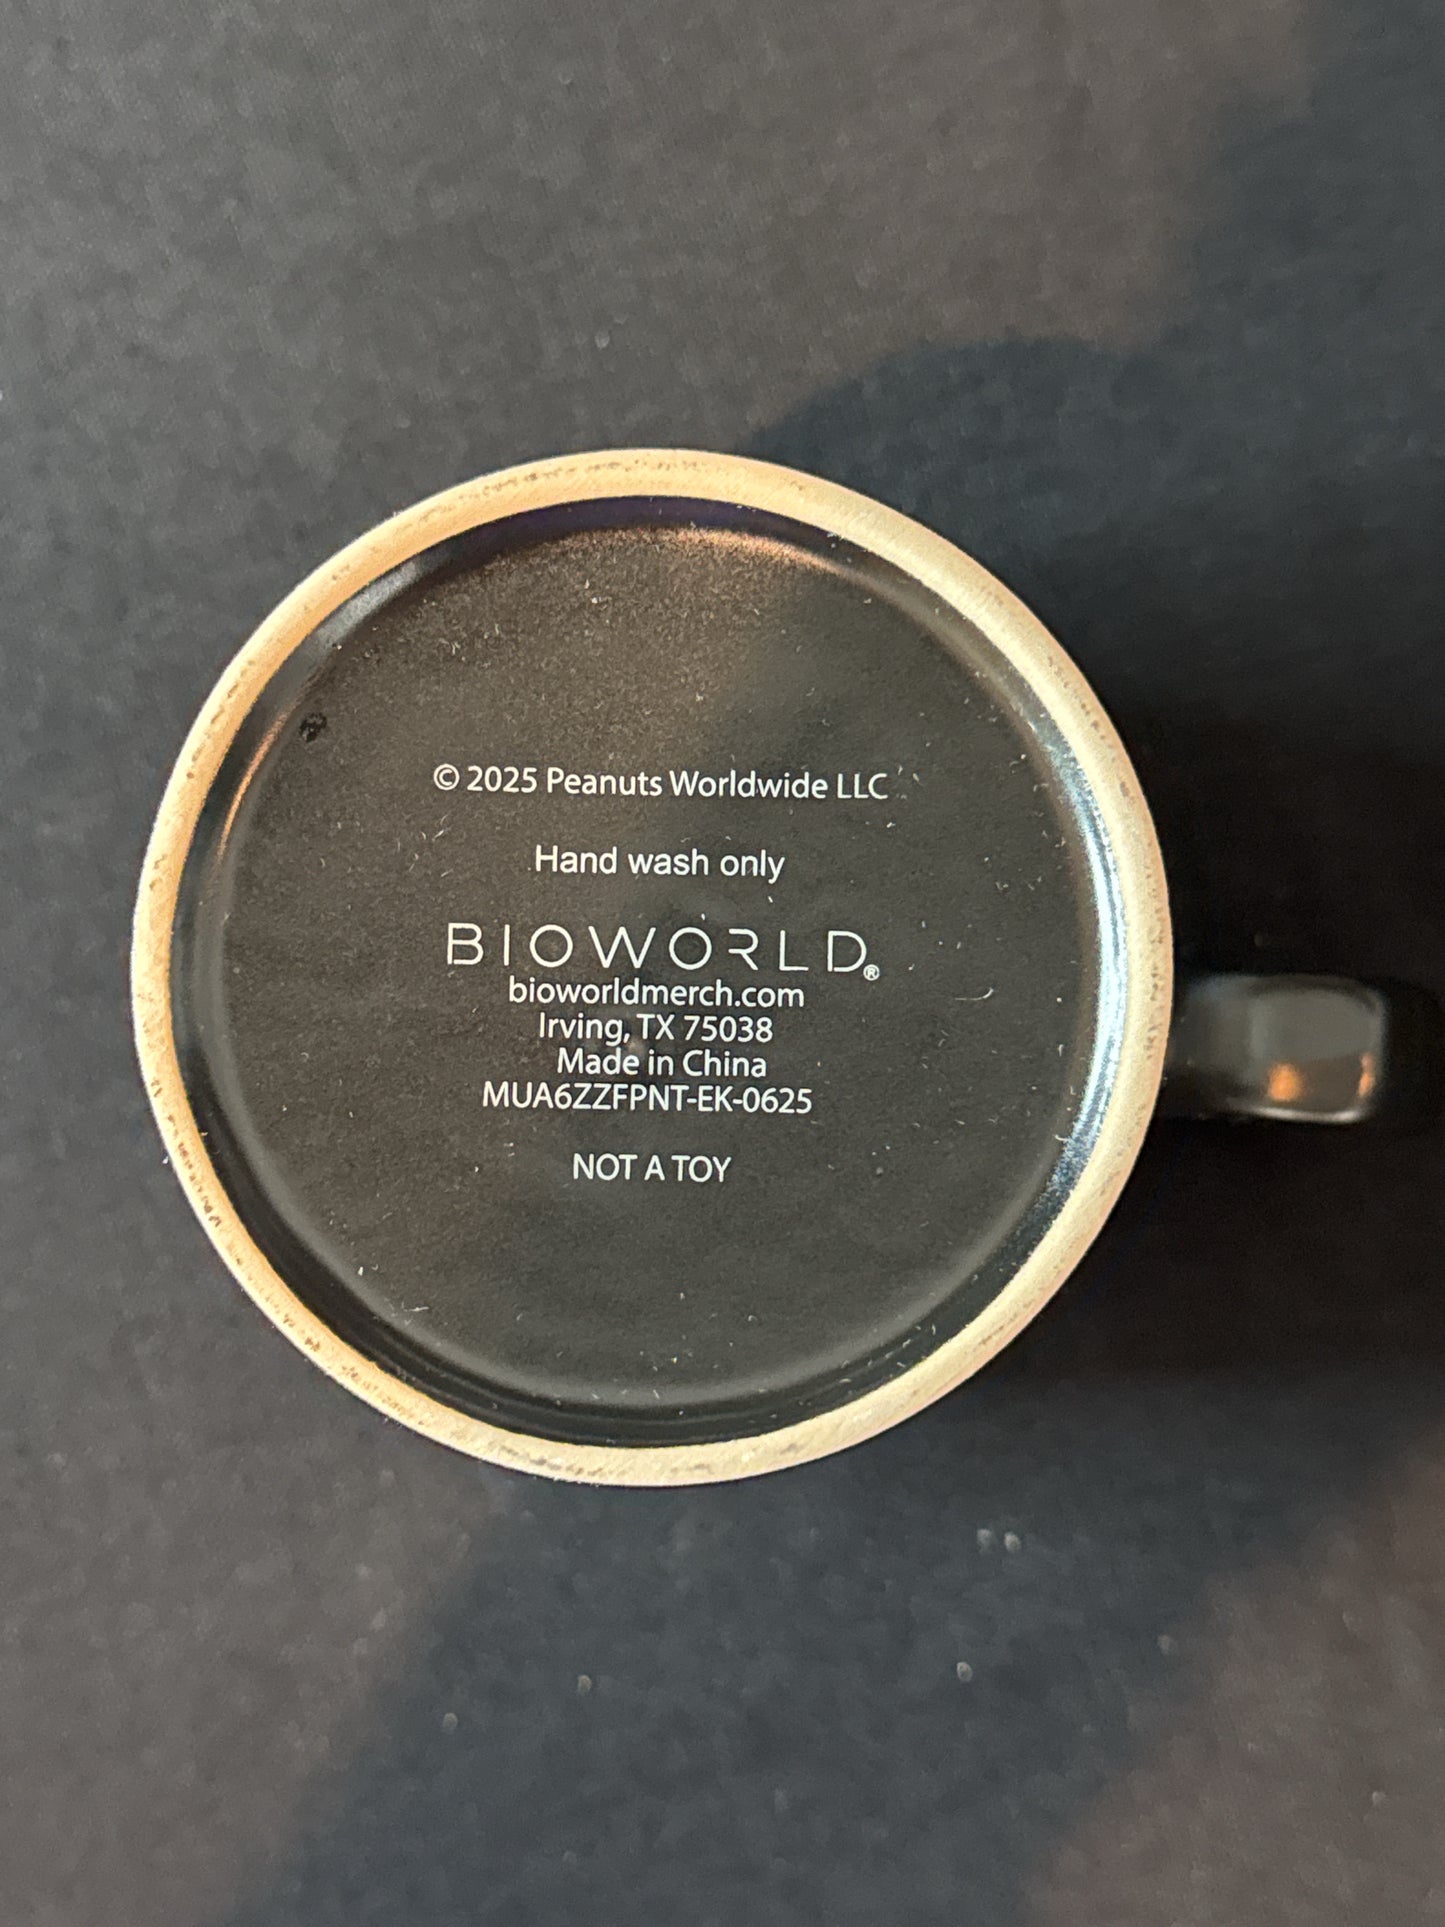 © 2025 Peanuts Worldwide LLC
Hand wash only
BIOWORLD®
bioworldmerch.com
Irving, TX 75038
Made in China
MUA6ZZFPNT-EK-0625
NOT A TOY